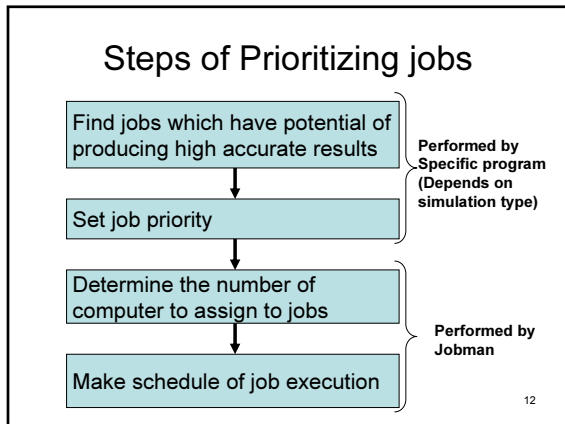 Steps of Prioritizing jobs
Find jobs which have potential of
producing high accurate results
Performed by
Specific program
(Depends on
simulation type)
Set job priority
Determine the number of
computer to assign to jobs
Performed by
Jobman
Make schedule of job execution
12